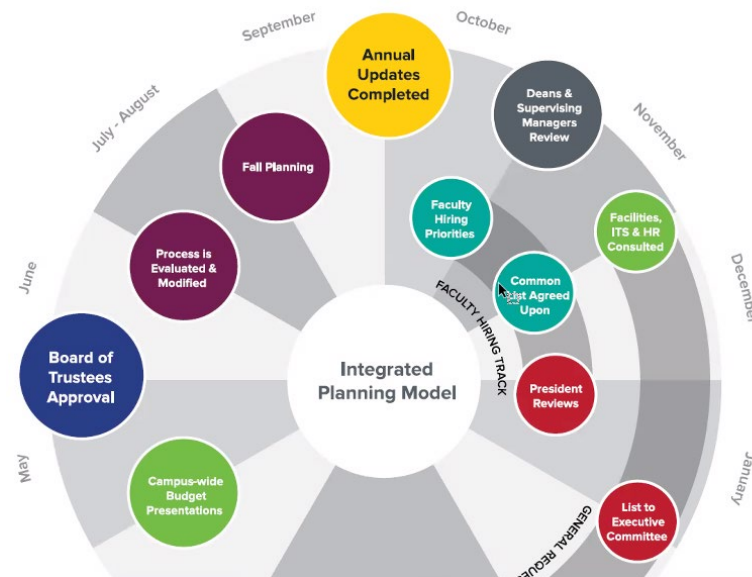 September
October
Annual
Updates
Completed
July - August
Deans &
Supervising
Managers
Review
November
Fall Planning
Faculty
Hiring
Priorities
Facilities,
ITS & HR
Consulted
Process is
Evaluated &
Modified
June
December
Common
Agreed
Upon
FACULTY HIRING TRACK
Board of
Trustees
Approval
Integrated
Planning Model
President
Reviews
May
January
Campus-wide
Budget
Presentations
List to
Executive
Committee
GENERAL